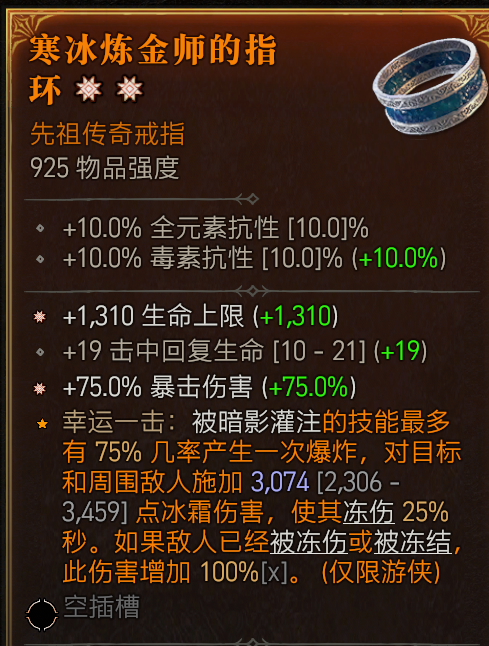 寒冰炼金师的指
环
先祖传奇戒指
925 物品强度
+10.0% 全元素抗性 [10.0]%
+10.0% 毒素抗性 [10.0]% (+10.0%)
+1,310 生命上限 (+1,310)
+19 击中回复生命 [10 - 21] (+19)
+75.0% 暴击伤害 (+75.0%)
幸运一击：被暗影灌注的技能最多
有 75% 几率产生一次爆炸，对目标
和周围敌人施加 3,074 [2,306 -
3,459] 点冰霜伤害，使其冻伤 25%
秒。如果敌人已经被冻伤或被冻结，
此伤害增加 100%[x]。 (仅限游侠)
空插槽